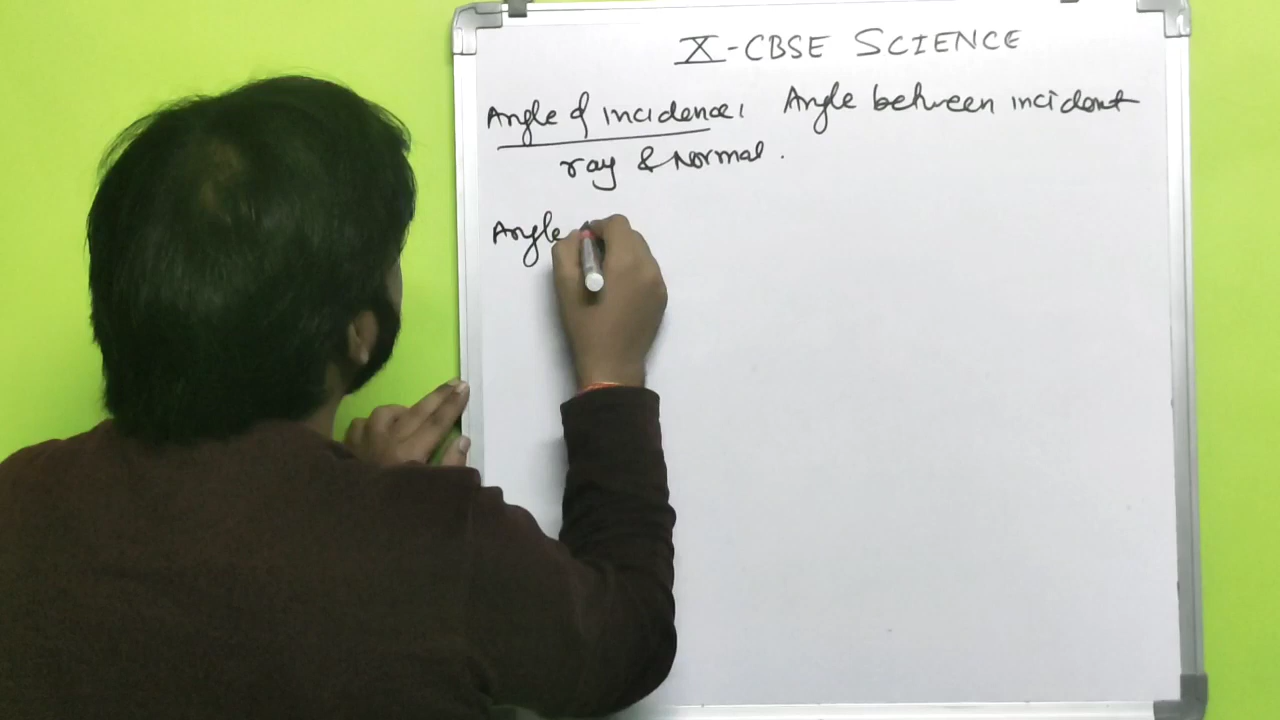 X-CBSE SCIENCE
Angle of incidence: Angle between incident
ray & Normal.
Angle